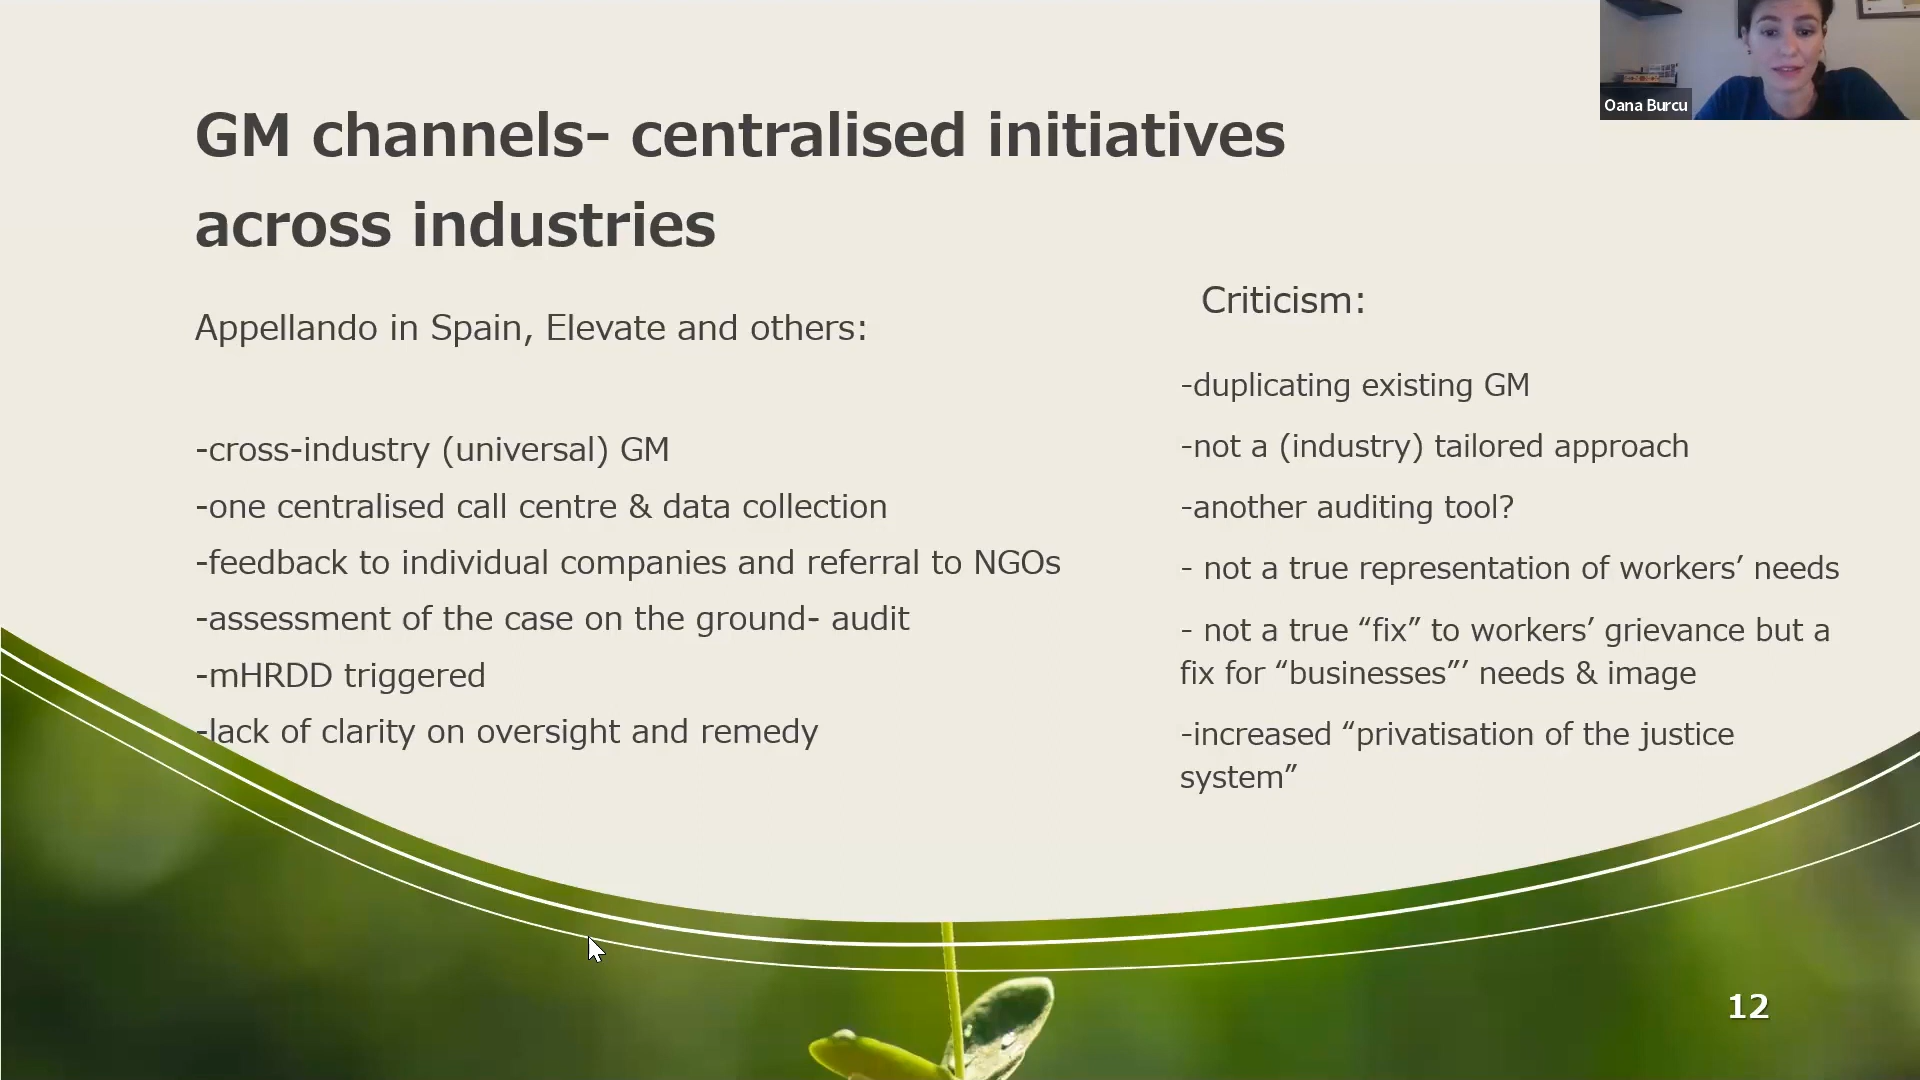 Oana Burcu
GM channels- centralised initiatives
across industries
Appellando in Spain, Elevate and others:
-cross-industry (universal) GM
-one centralised call centre & data collection
-feedback to individual companies and referral to NGOs
-assessment of the case on the ground- audit
-mHRDD triggered
-lack of clarity on oversight and remedy
Criticism:
-duplicating existing GM
-not a (industry) tailored approach
-another auditing tool?
- not a true representation of workers’ needs
- not a true “fix” to workers’ grievance but a
fix for “businesses”’ needs & image
-increased “privatisation of the justice
system”
12